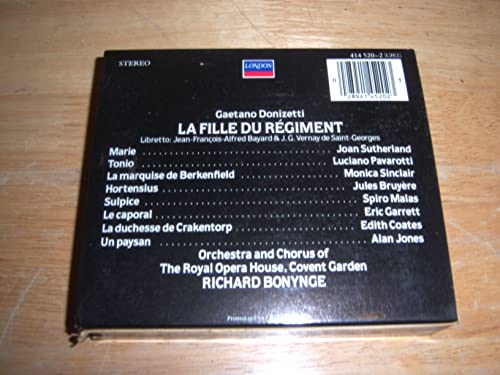 STEREO
LONDON
414 520-2
Gaetano Donizetti
LA FILLE DU RÉGIMENT
Libretto: Jean-François-Alfred Bayard & J. G. Vernoy de Saint-Georges
Marie Joan Sutherland
Tonio Luciano Pavarotti
La marquise de Berkenfield Monica Sinclair
Hortensius Jules Bruyère
Sulpice Spiro Malas
Le caporal Eric Garrett
La duchesse de Crakentorp Edith Coates
Un paysan Alan Jones
Orchestra and Chorus of
The Royal Opera House, Covent Garden
RICHARD BONYNGE